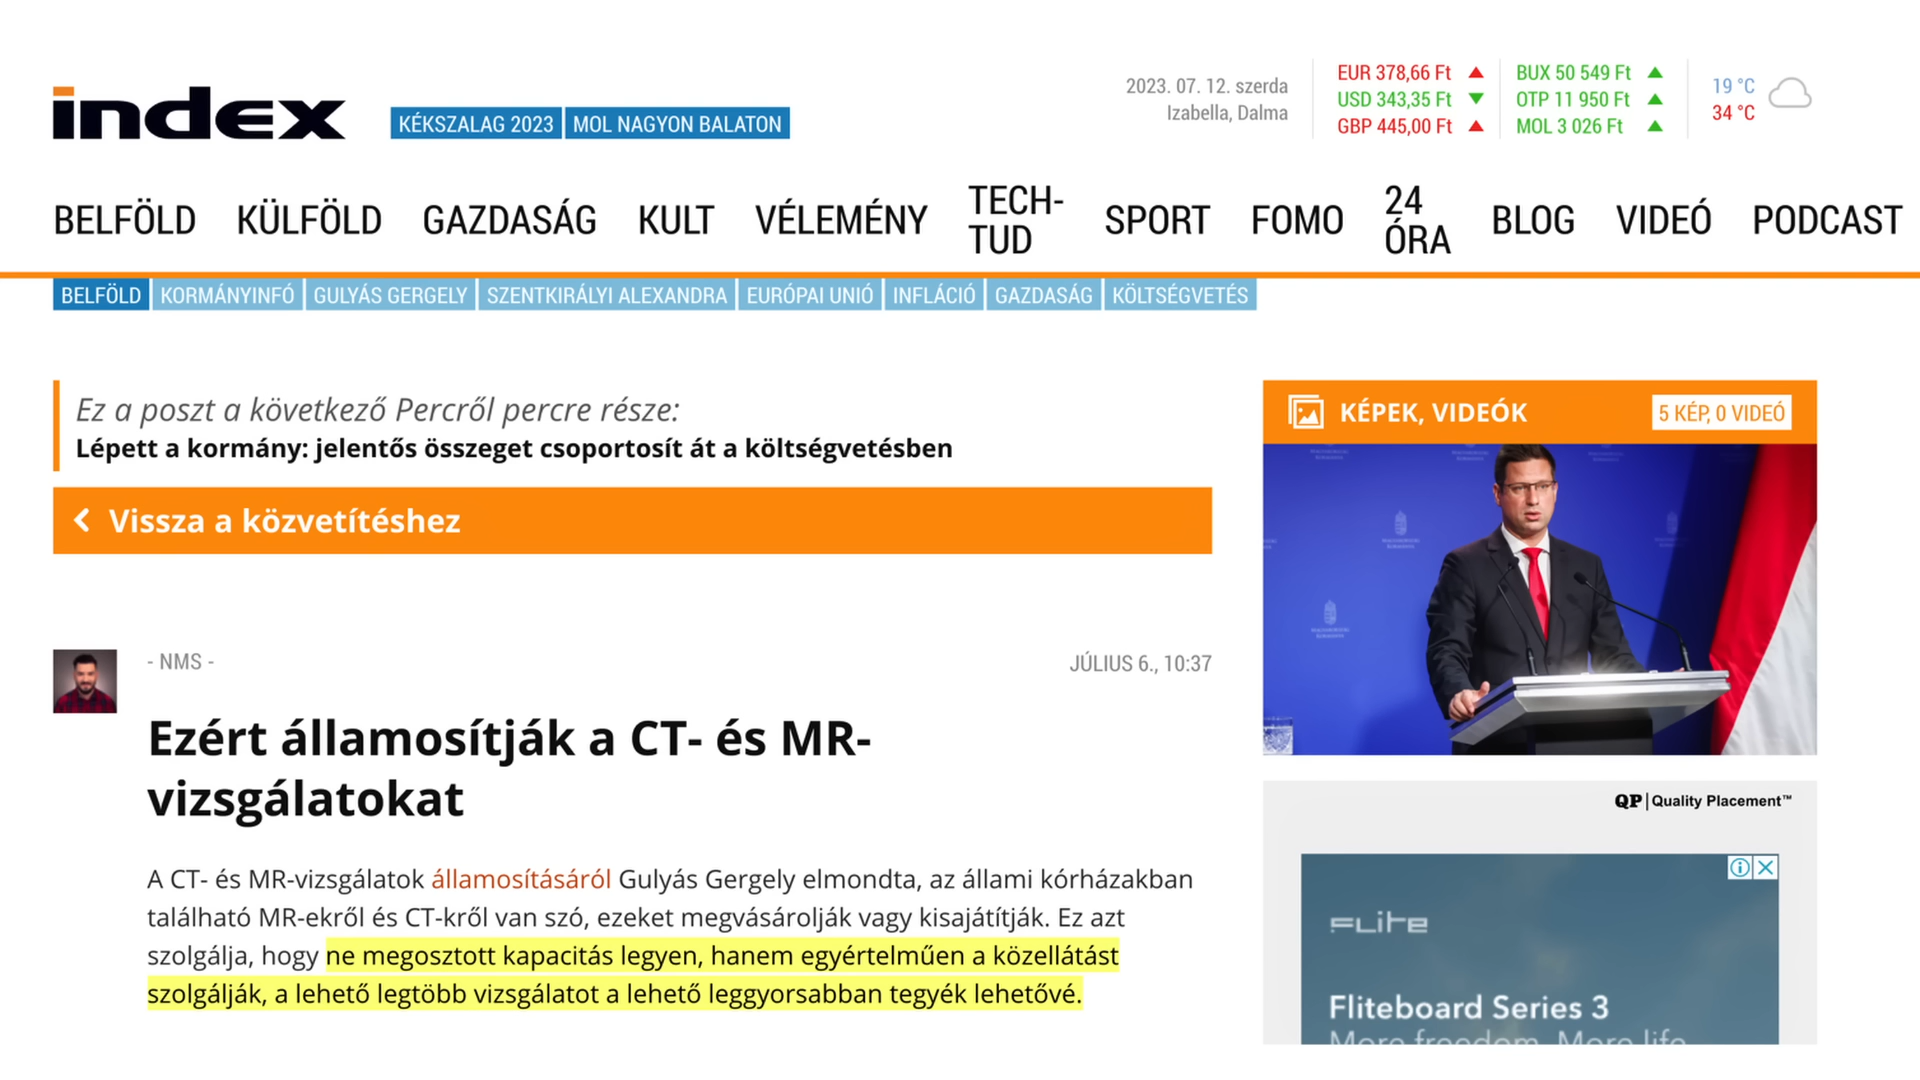 index
KÉKSZALAG 2023
MOL NAGYON BALATON
2023. 07. 12. szerda
Izabella, Dalma
EUR 378,66 Ft
USD 343,35 Ft
GBP 445,00 Ft
BUX 50 549 Ft
OTP 11 950 Ft
MOL 3 026 Ft
19 °C
34 °C
BELFÖLD KÜLFÖLD GAZDASÁG KULT VÉLEMÉNY TECH-TUD SPORT FOMO 24 ÓRA BLOG VIDEÓ PODCAST
BELFÖLD KORMÁNYINFÓ GULYÁS GERGELY SZENTKIRÁLYI ALEXANDRA EURÓPAI UNIÓ INFLÁCIÓ GAZDASÁG KÖLTSÉGVETÉS
Ez a poszt a következő Percről percre része:
Lépett a kormány: jelentős összeget csoportosít át a költségvetésben
Vissza a közvetítéshez
- NMS -
JÚLIUS 6., 10:37
Ezért államosítják a CT- és MR-
vizsgálatokat
A CT- és MR-vizsgálatok államosításáról Gulyás Gergely elmondta, az állami kórházakban
található MR-ekről és CT-kről van szó, ezeket megvásárolják vagy kisajátítják. Ez azt
szolgálja, hogy ne megosztott kapacitás legyen, hanem egyértelműen a közellátást
szolgálják, a lehető legtöbb vizsgálatot a lehető leggyorsabban tegyék lehetővé.
KÉPEK, VIDEÓK
5 KÉP, 0 VIDEÓ
QP | Quality Placement™
FLITE
Fliteboard Series 3
More freedom. More life